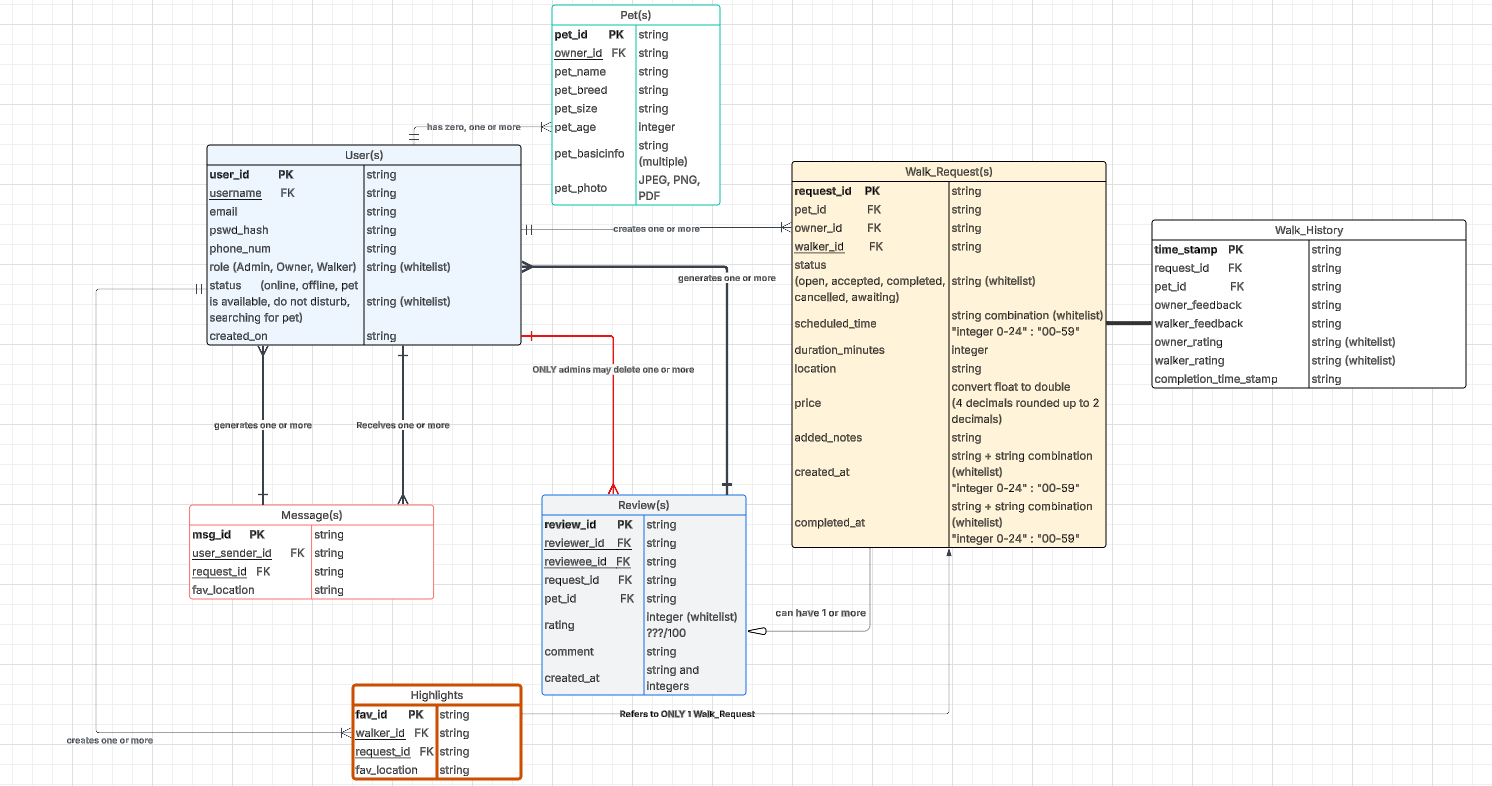 Pet(s)
pet_id PK string
owner_id FK string
pet_name string
pet_breed string
pet_size string
pet_age integer
pet_basicinfo string
(multiple)
pet_photo JPEG, PNG,
PDF
has zero, one or more
User(s)
user_id PK string
username FK string
email string
pswd_hash string
phone_num string
role (Admin, Owner, Walker) string (whitelist)
status (online, offline, pet
is available, do not disturb, string (whitelist)
searching for pet)
created_on string
creates one or more
generates one or more
ONLY admins may delete one or more
generates one or more
Receives one or more
Walk_Request(s)
request_id PK string
pet_id FK string
owner_id FK string
walker_id FK string
status
(open, accepted, completed, string (whitelist)
cancelled, awaiting)
scheduled_time string combination (whitelist)
"integer 0-24" : "00-59"
duration_minutes integer
location string
price convert float to double
(4 decimals rounded up to 2
decimals)
added_notes string
created_at string + string combination
(whitelist)
"integer 0-24" : "00-59"
completed_at string + string combination
(whitelist)
"integer 0-24" : "00-59"
Walk_History
time_stamp PK string
request_id FK string
pet_id FK string
owner_feedback string
walker_feedback string
owner_rating string (whitelist)
walker_rating string (whitelist)
completion_time_stamp string
Message(s)
msg_id PK string
user_sender_id FK string
request_id FK string
fav_location string
Review(s)
review_id PK string
reviewer_id FK string
reviewee_id FK string
request_id FK string
pet_id FK string
rating integer (whitelist)
???/100
comment string
created_at string and
integers
can have 1 or more
Highlights
fav_id PK string
walker_id FK string
request_id FK string
fav_location string
Refers to ONLY 1 Walk_Request
creates one or more